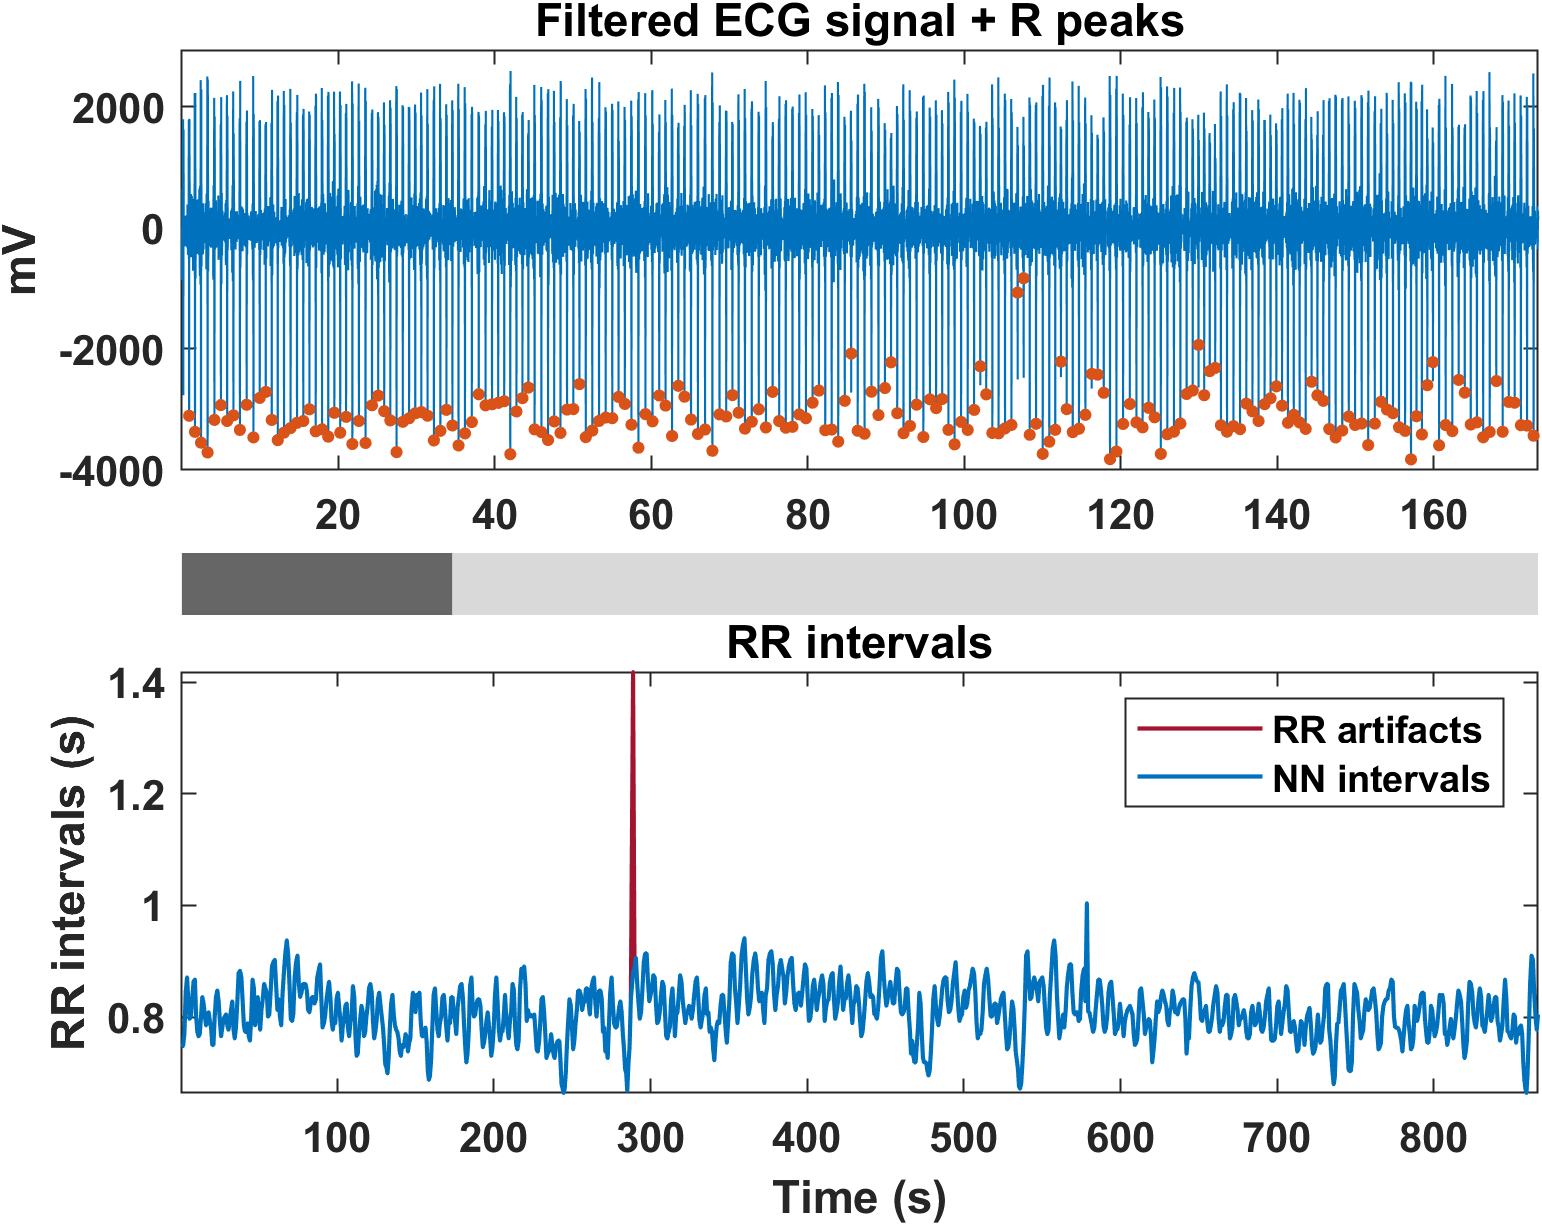 Filtered ECG signal + R peaks
mV
2000
0
-2000
-4000
20 40 60 80 100 120 140 160
RR intervals
RR intervals (s)
1.4
1.2
1
0.8
RR artifacts
NN intervals
100 200 300 400 500 600 700 800
Time (s)